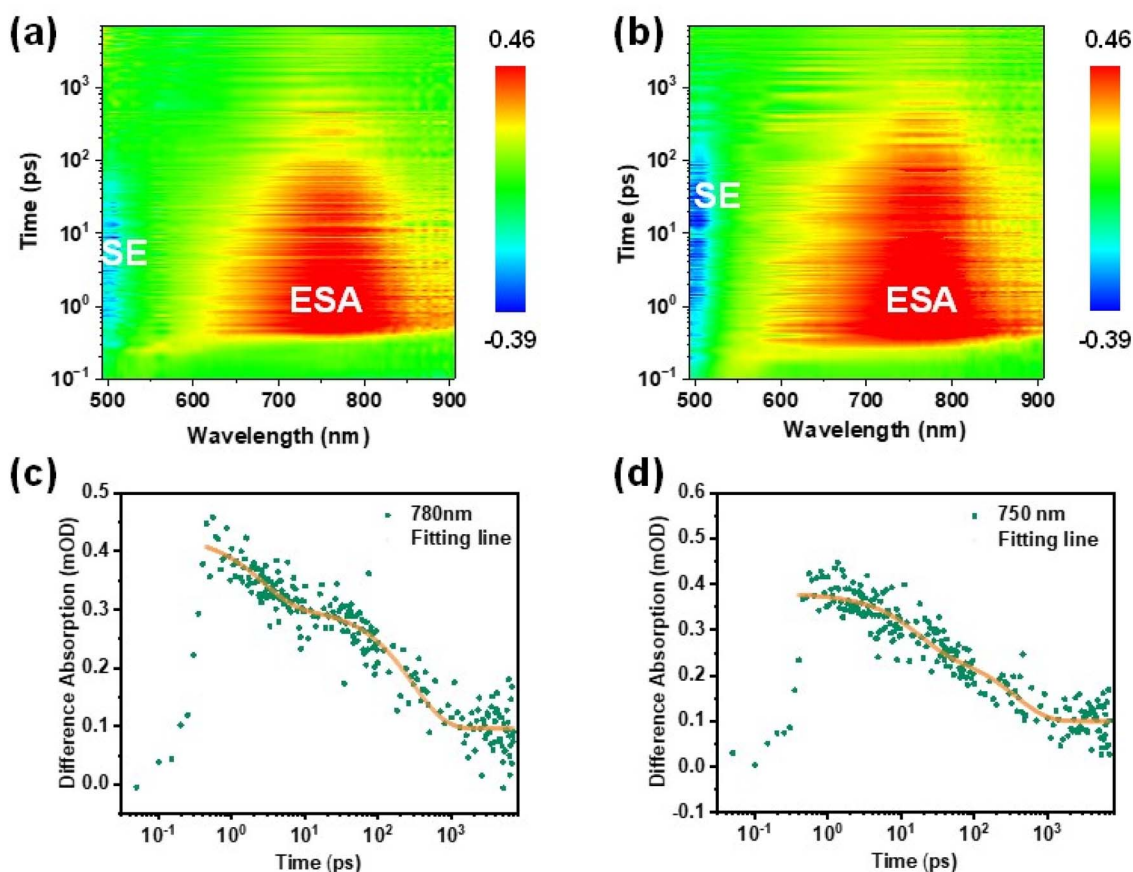 (a)
0.46
-0.39
SE
ESA
Time (ps)
10³
10²
10¹
10⁰
10⁻¹
500 600 700 800 900
Wavelength (nm)
(b)
0.46
-0.39
SE
ESA
Time (ps)
10³
10²
10¹
10⁰
10⁻¹
500 600 700 800 900
Wavelength (nm)
(c)
780nm
Fitting line
Difference Absorption (mOD)
0.5
0.4
0.3
0.2
0.1
0.0
10⁻¹ 10⁰ 10¹ 10² 10³
Time (ps)
(d)
750 nm
Fitting line
Difference Absorption (mOD)
0.6
0.5
0.4
0.3
0.2
0.1
0.0
-0.1
10⁻¹ 10⁰ 10¹ 10² 10³
Time (ps)